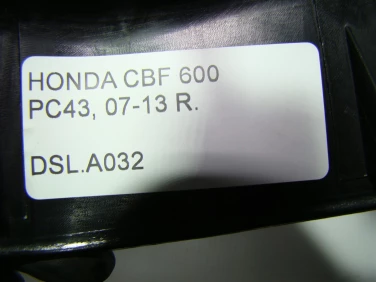 HONDA CBF 600
PC43, 07-13 R.
DSL.A032